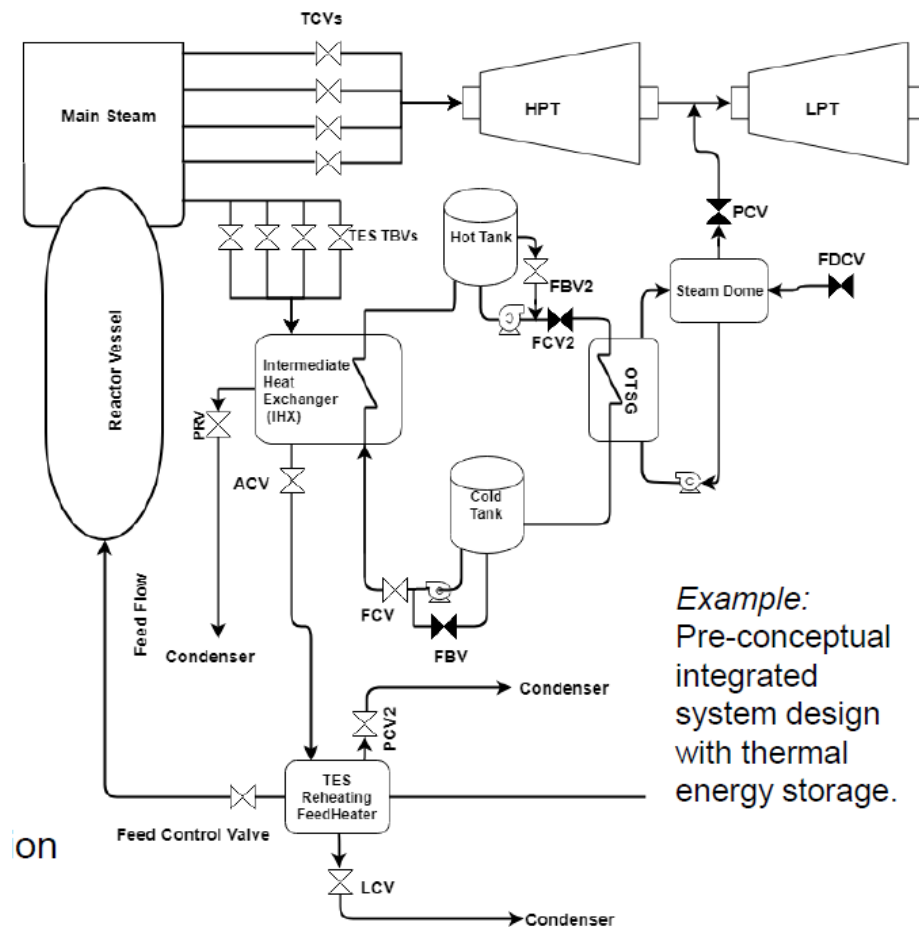 TCVs
Main Steam
HPT
LPT
TES TBVs
Hot Tank
FBV2
FCV2
PCV
Steam Dome
FDCV
Reactor Vessel
Intermediate
Heat
Exchanger
(IHX)
OTSG
PRV
ACV
Cold
Tank
FCV
FBV
Feed Flow
Condenser
Example:
Pre-conceptual
integrated
system design
with thermal
energy storage.
Condenser
PCV2
TES
Reheating
FeedHeater
Feed Control Valve
ion
LCV
Condenser